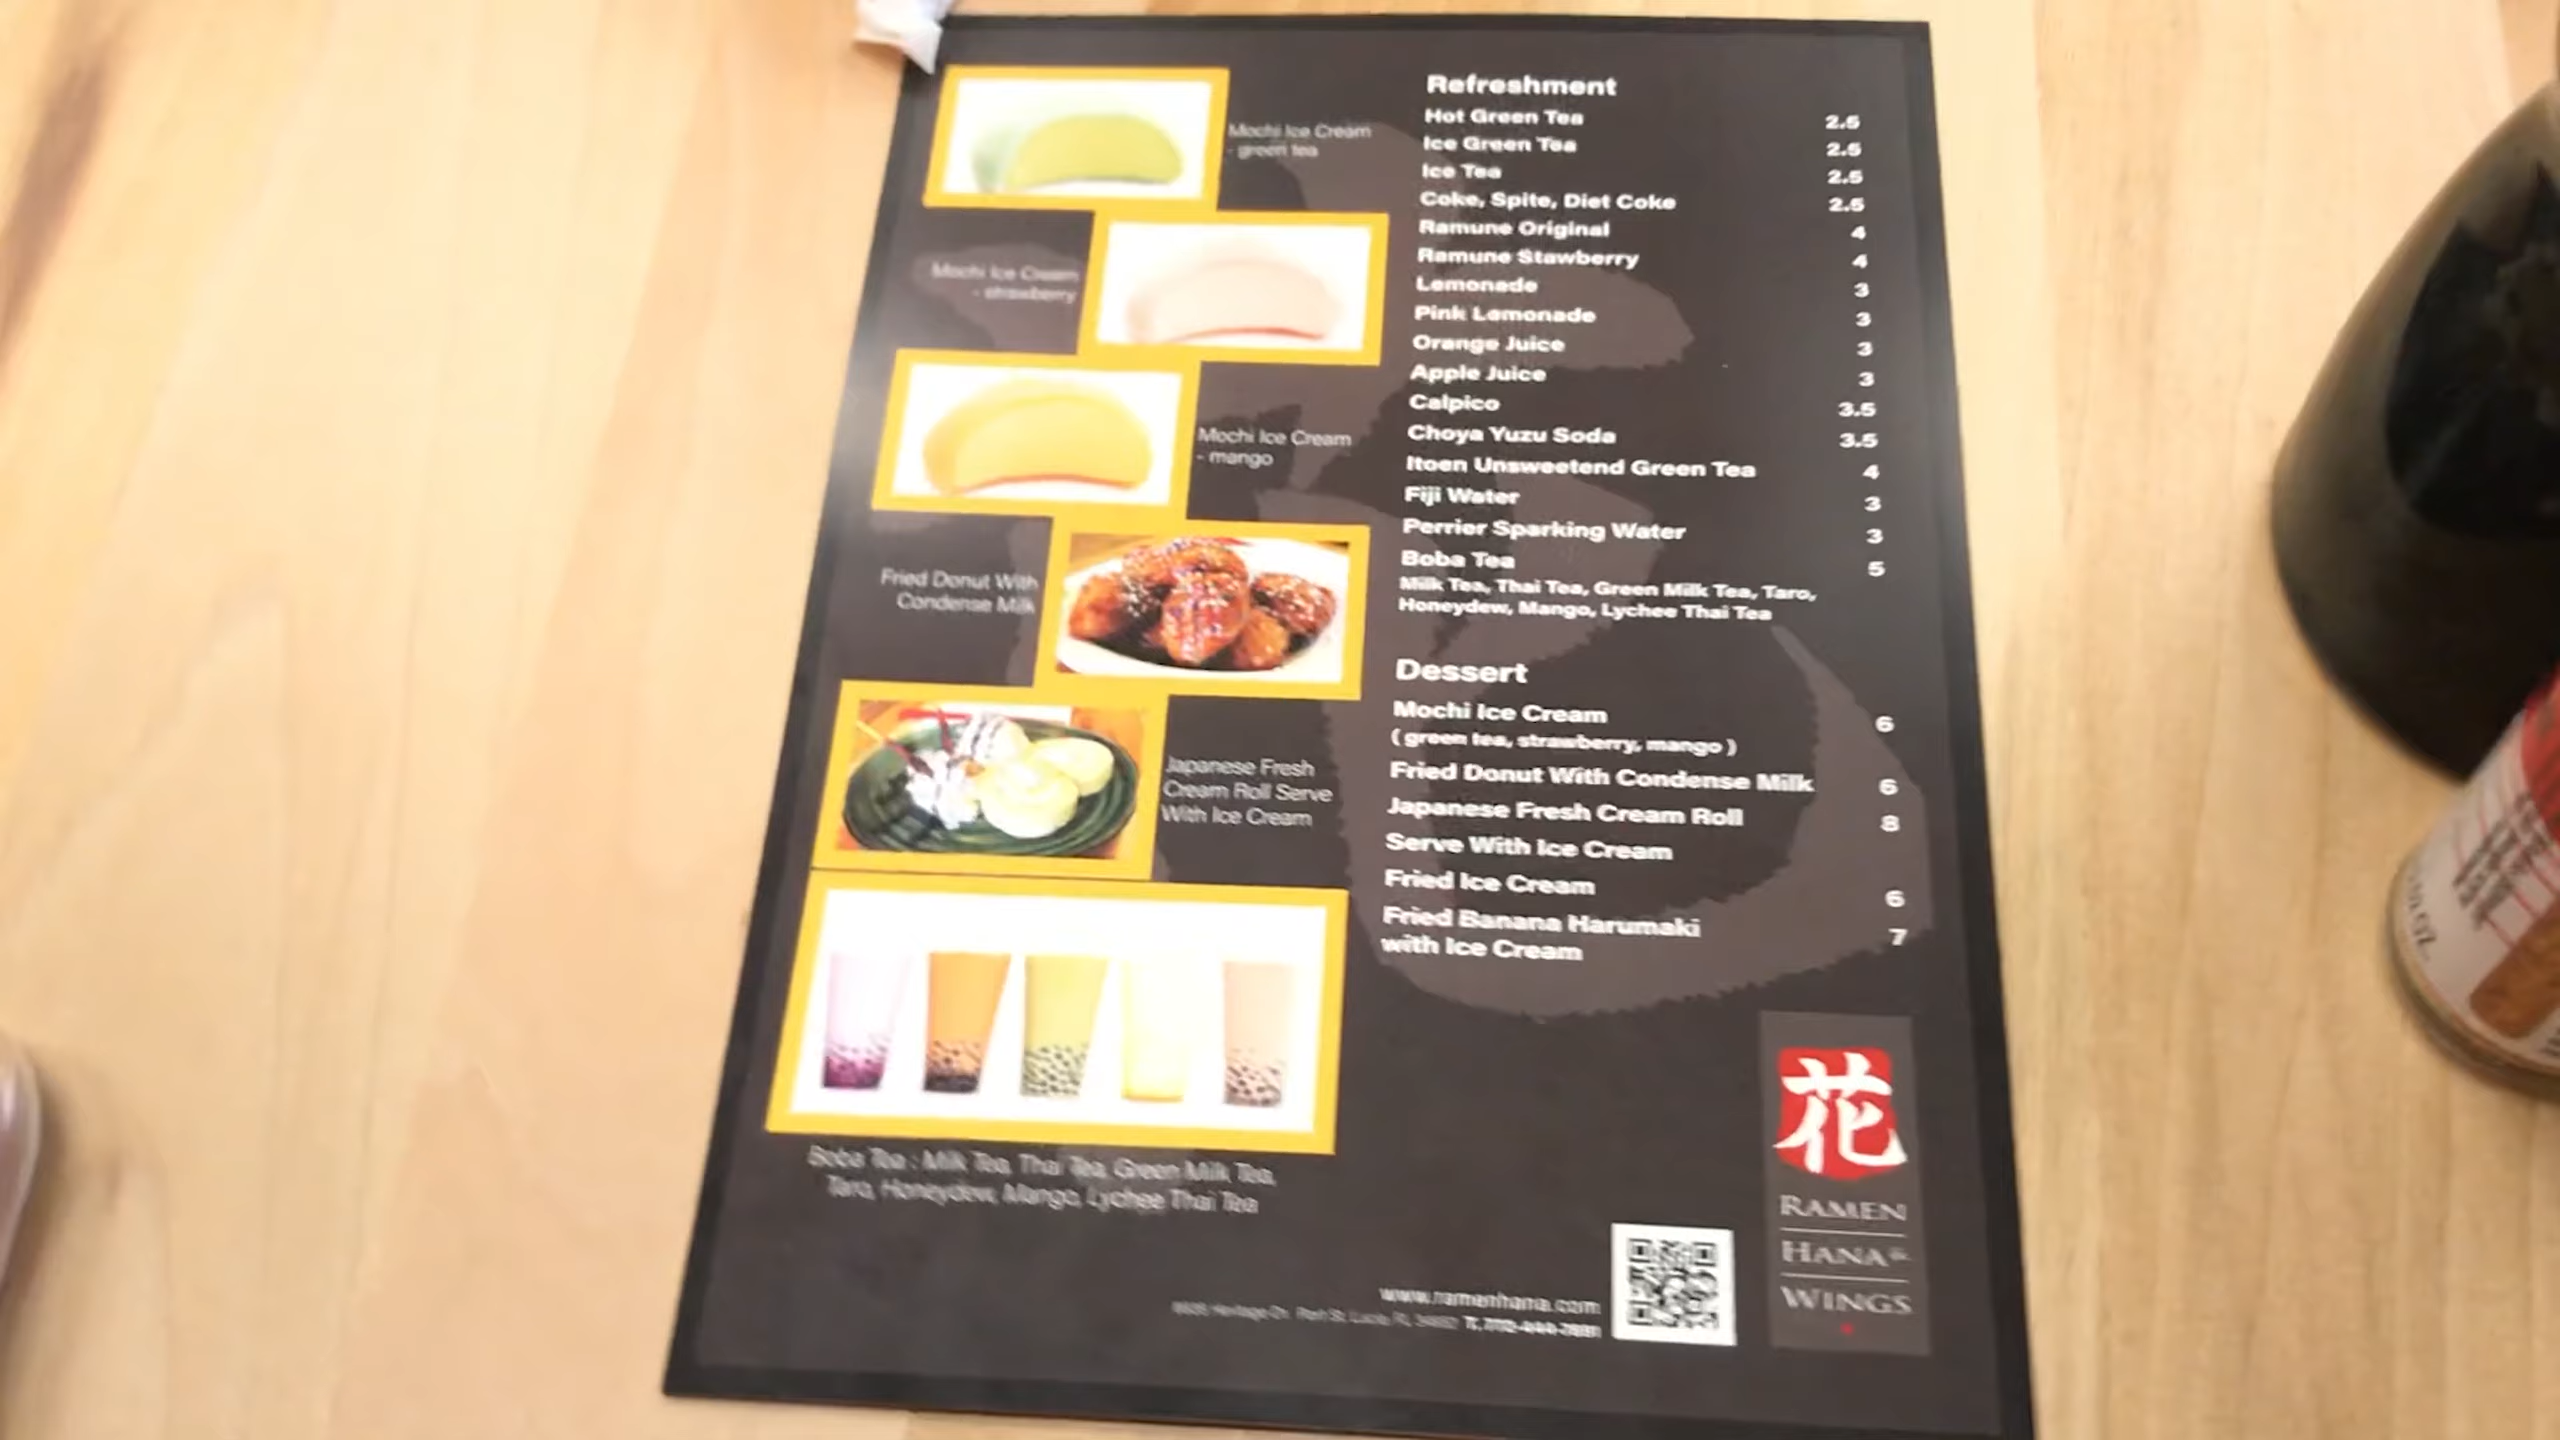 Mochi Ice Cream
- green tea
Mochi Ice Cream
- strawberry
Mochi Ice Cream
- mango
Fried Donut With
Condense Milk
Japanese Fresh
Cream Roll Serve
With Ice Cream
Boba Tea : Milk Tea, Thai Tea, Green Milk Tea,
Taro, Honeydew, Mango, Lychee Thai Tea
Refreshment
Hot Green Tea 2.5
Ice Green Tea 2.5
Ice Tea 2.5
Coke, Spite, Diet Coke 2.5
Ramune Original 4
Ramune Stawberry 4
Lemonade 3
Pink Lemonade 3
Orange Juice 3
Apple Juice 3
Calpico 3.5
Choya Yuzu Soda 3.5
Itoen Unsweetend Green Tea 4
Fiji Water 3
Perrier Sparking Water 3
Boba Tea 5
Milk Tea, Thai Tea, Green Milk Tea, Taro,
Honeydew, Mango, Lychee Thai Tea
Dessert
Mochi Ice Cream 6
( green tea, strawberry, mango )
Fried Donut With Condense Milk 6
Japanese Fresh Cream Roll 8
Serve With Ice Cream
Fried Ice Cream 6
Fried Banana Harumaki 7
with Ice Cream
花
RAMEN
HANA &
WINGS
www.ramenhana.com
Heritage Dr. Port St. Lucie, FL